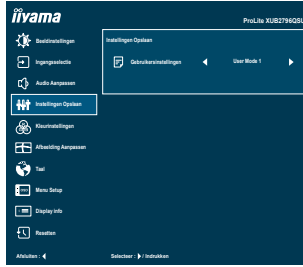 iiyama
ProLite XUB2796QSU
Beeldinstellingen
Ingangsselectie
Audio Aanpassen
Instellingen Opslaan
Kleurinstellingen
Afbeelding Aanpassen
Taal
Menu Setup
Display info
Resetten
Instellingen Opslaan
Gebruikersinstellingen
User Mode 1
Afsluiten :
Selecteer : / Indrukken